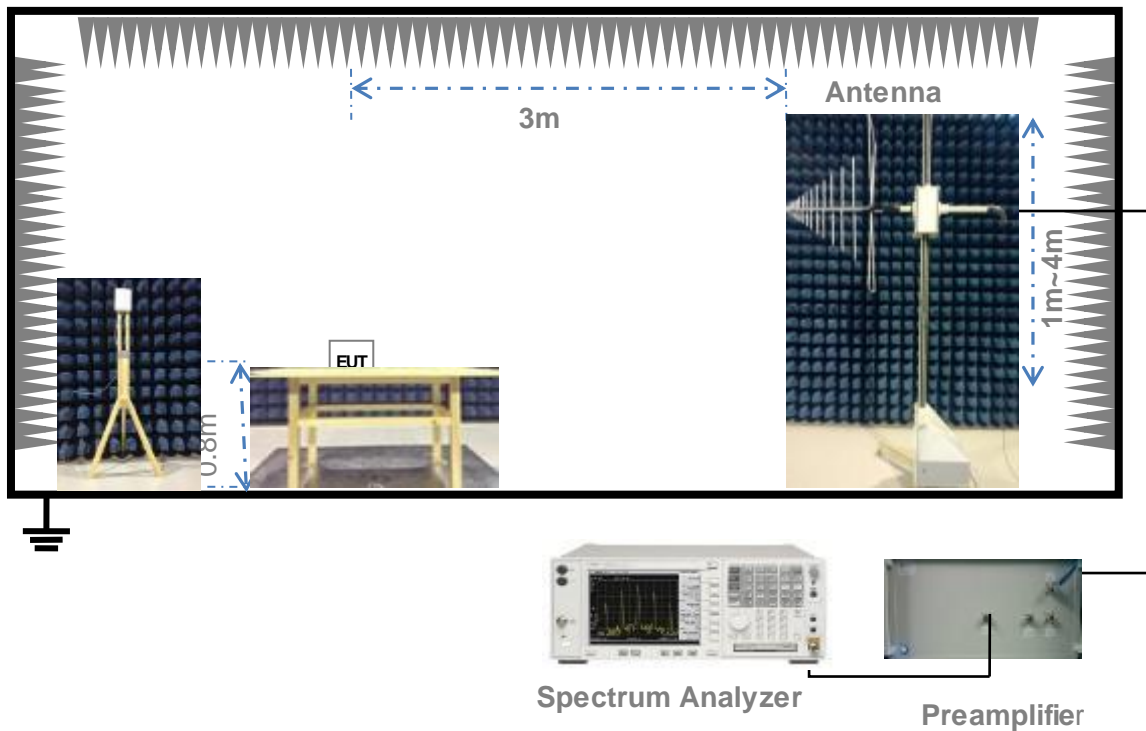 Antenna
3m
1m~4m
EUT
0.8m
Spectrum Analyzer
Preamplifier